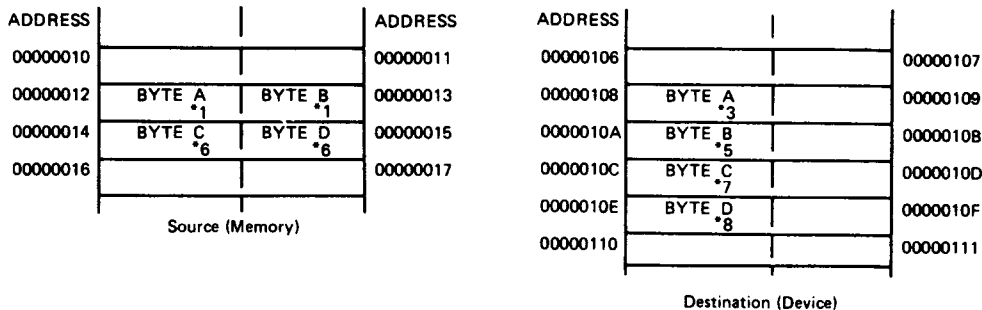 ADDRESS ADDRESS
00000010 00000011
00000012 BYTE A *1 BYTE B *1 00000013
00000014 BYTE C *6 BYTE D *6 00000015
00000016 00000017
Source (Memory)
ADDRESS
00000106 00000107
00000108 BYTE A *3 00000109
0000010A BYTE B *5 0000010B
0000010C BYTE C *7 0000010D
0000010E BYTE D *8 0000010F
00000110 00000111
Destination (Device)